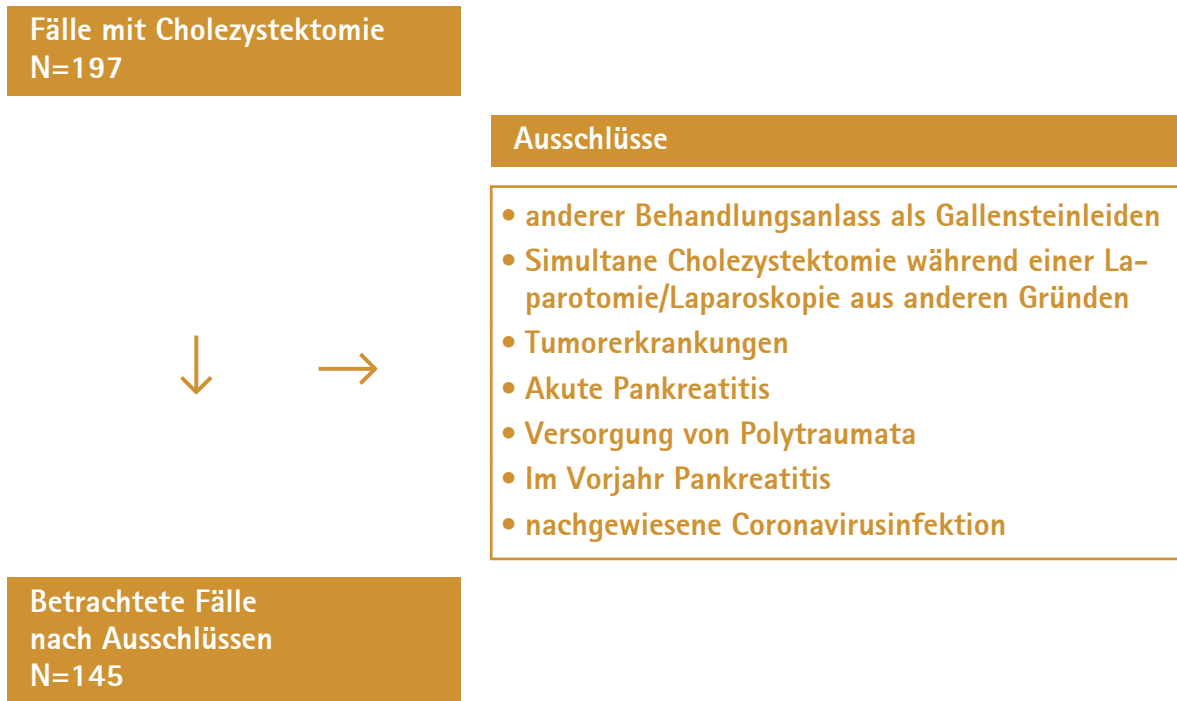 Fälle mit Cholezystektomie
N=197
Ausschlüsse
• anderer Behandlungsanlass als Gallensteinleiden
• Simultane Cholezystektomie während einer La-
parotomie/Laparoskopie aus anderen Gründen
• Tumorerkrankungen
• Akute Pankreatitis
• Versorgung von Polytraumata
• Im Vorjahr Pankreatitis
• nachgewiesene Coronavirusinfektion
Betrachtete Fälle
nach Ausschlüssen
N=145